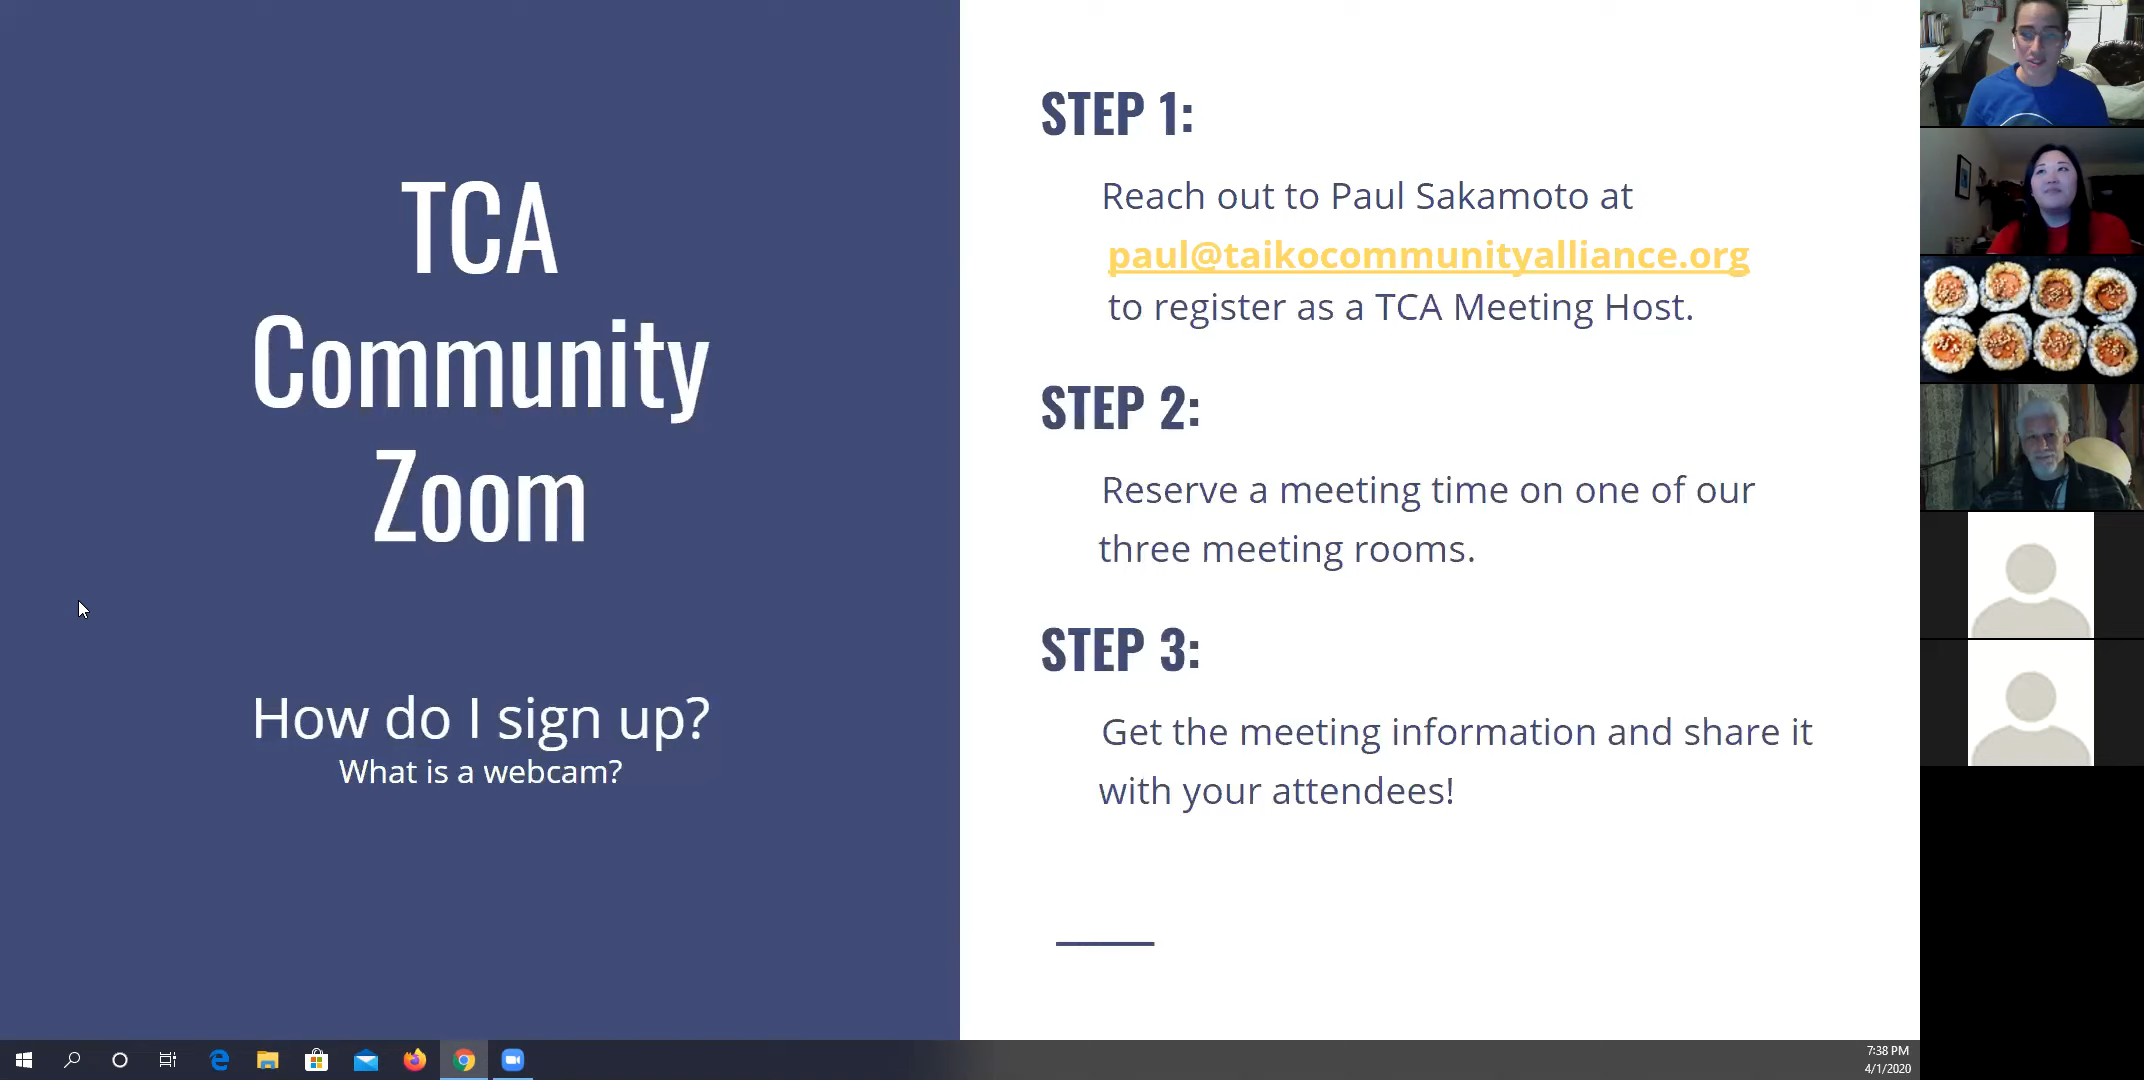 TCA
Community
Zoom
How do I sign up?
What is a webcam?
STEP 1:
Reach out to Paul Sakamoto at
paul@taikocommunityalliance.org
to register as a TCA Meeting Host.
STEP 2:
Reserve a meeting time on one of our
three meeting rooms.
STEP 3:
Get the meeting information and share it
with your attendees!
7:38 PM
4/1/2020